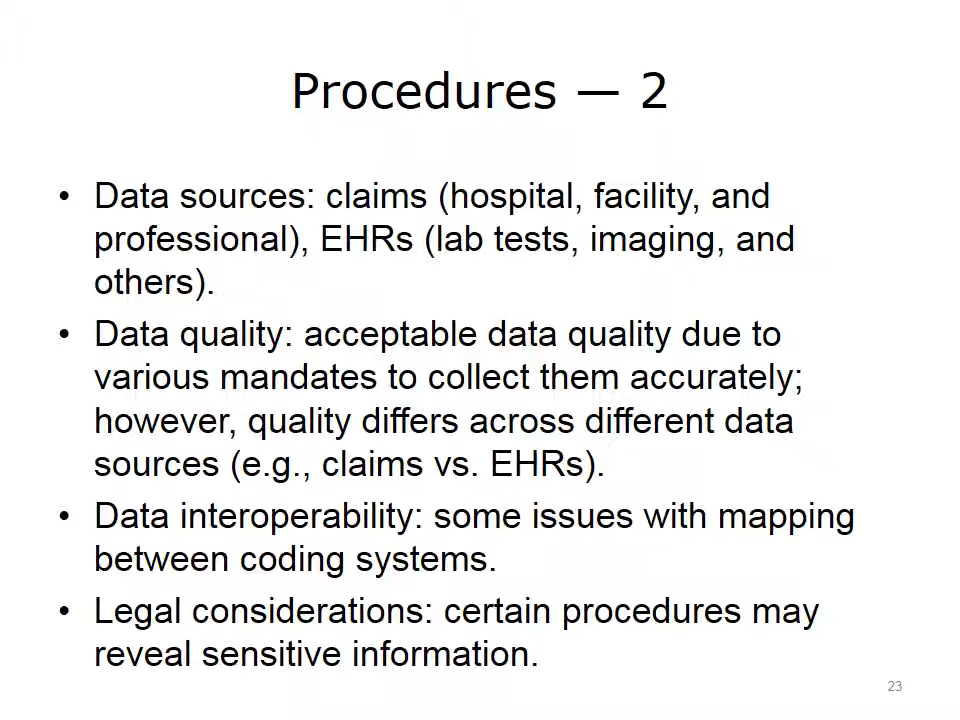 Procedures — 2
• Data sources: claims (hospital, facility, and
professional), EHRs (lab tests, imaging, and
others).
• Data quality: acceptable data quality due to
various mandates to collect them accurately;
however, quality differs across different data
sources (e.g., claims vs. EHRs).
• Data interoperability: some issues with mapping
between coding systems.
• Legal considerations: certain procedures may
reveal sensitive information.
23